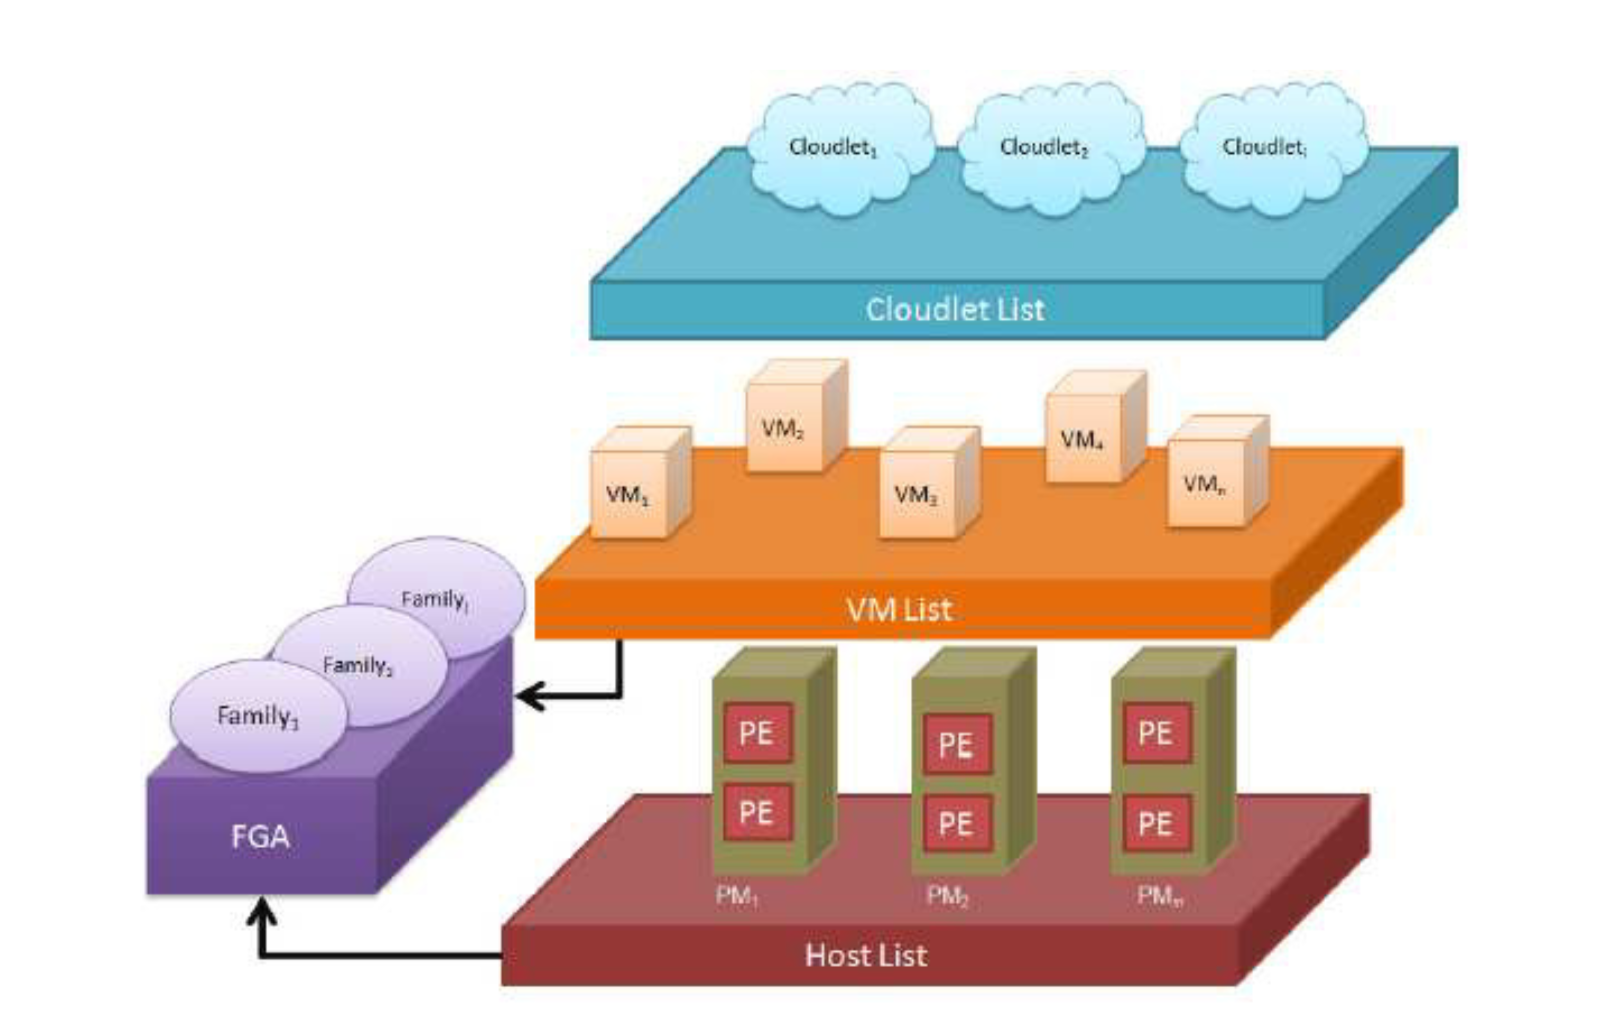 Cloudlet₁
Cloudlet₂
Cloudletᵢ
Cloudlet List
VM₁
VM₂
VM₃
VM₄
VMₙ
VM List
Familyⱼ
Family₂
Family₃
FGA
PE
PE
PE
PE
PE
PE
PM₁
PM₂
PMₘ
Host List